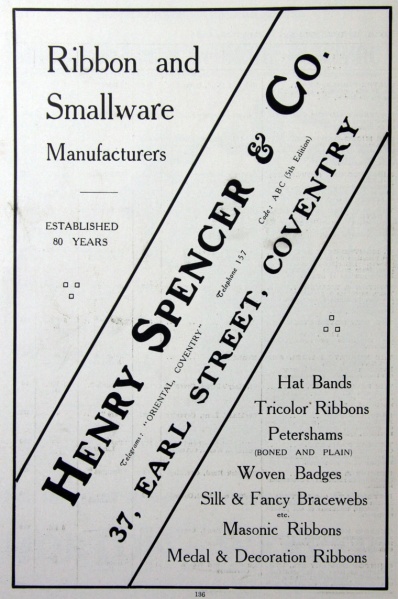 Ribbon and
Smallware
Manufacturers
ESTABLISHED
80 YEARS
HENRY SPENCER & CO.
Telegrams: "ORIENTAL, COVENTRY"
Telephone 157
Code: ABC (5th Edition)
37, EARL STREET, COVENTRY
Hat Bands
Tricolor Ribbons
Petershams
(BONED AND PLAIN)
Woven Badges
Silk & Fancy Bracewebs
etc.
Masonic Ribbons
Medal & Decoration Ribbons
136